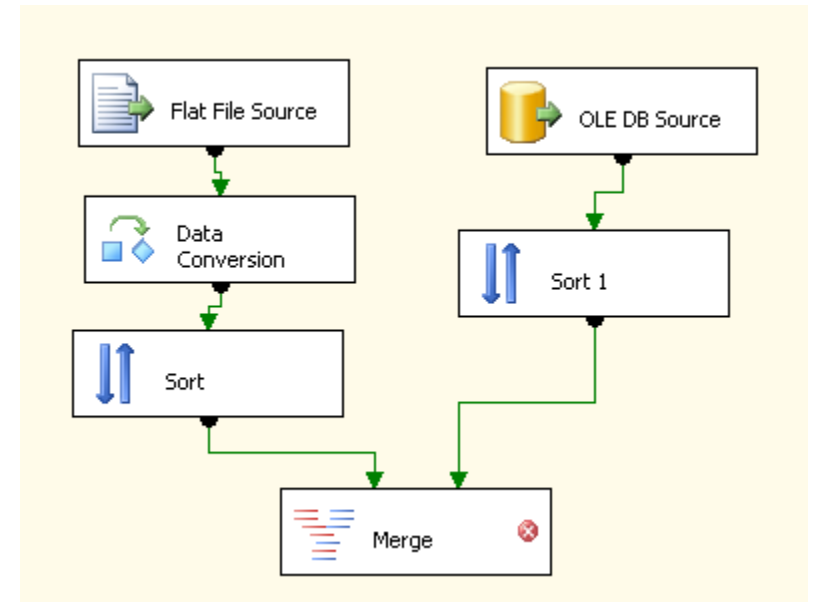 Flat File Source
OLE DB Source
Data
Conversion
Sort 1
Sort
Merge